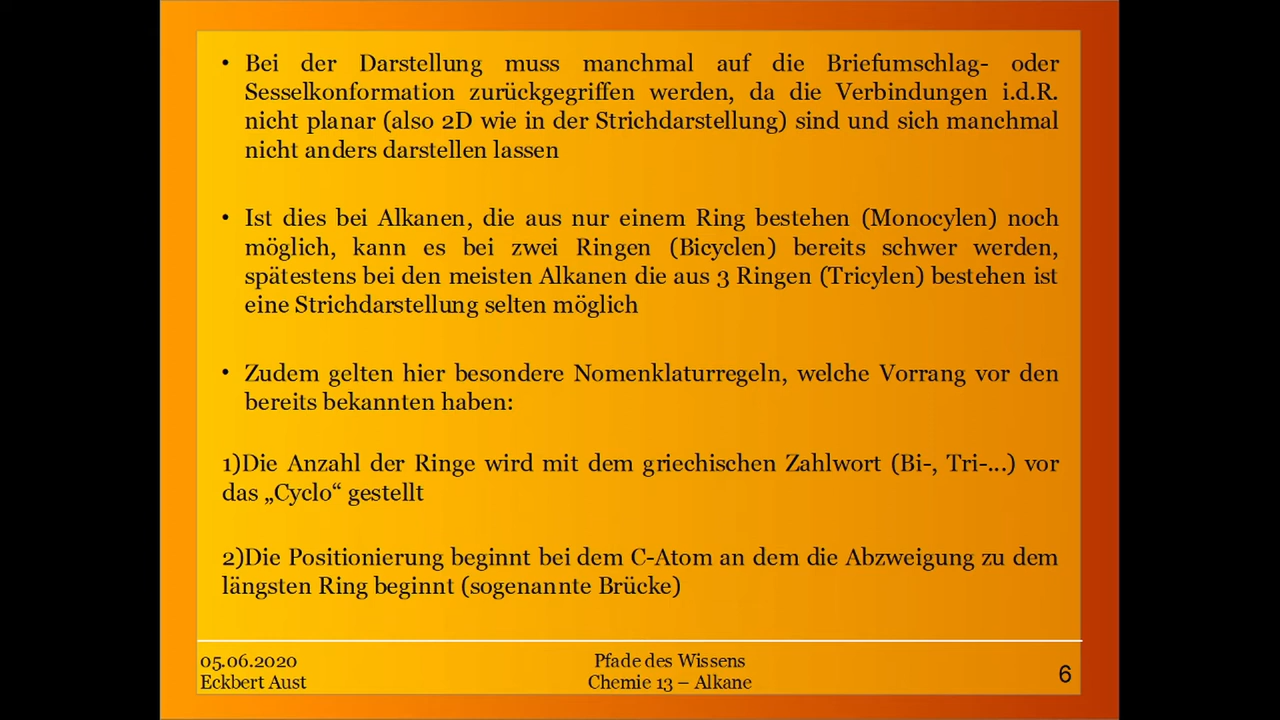 • Bei der Darstellung muss manchmal auf die Briefumschlag- oder
Sesselkonformation zurückgegriffen werden, da die Verbindungen i.d.R.
nicht planar (also 2D wie in der Strichdarstellung) sind und sich manchmal
nicht anders darstellen lassen
• Ist dies bei Alkanen, die aus nur einem Ring bestehen (Monocylen) noch
möglich, kann es bei zwei Ringen (Bicyclen) bereits schwer werden,
spätestens bei den meisten Alkanen die aus 3 Ringen (Tricylen) bestehen ist
eine Strichdarstellung selten möglich
• Zudem gelten hier besondere Nomenklaturregeln, welche Vorrang vor den
bereits bekannten haben:
1)Die Anzahl der Ringe wird mit dem griechischen Zahlwort (Bi-, Tri-...) vor
das „Cyclo“ gestellt
2)Die Positionierung beginnt bei dem C-Atom an dem die Abzweigung zu dem
längsten Ring beginnt (sogenannte Brücke)
05.06.2020
Eckbert Aust
Pfade des Wissens
Chemie 13 – Alkane
6